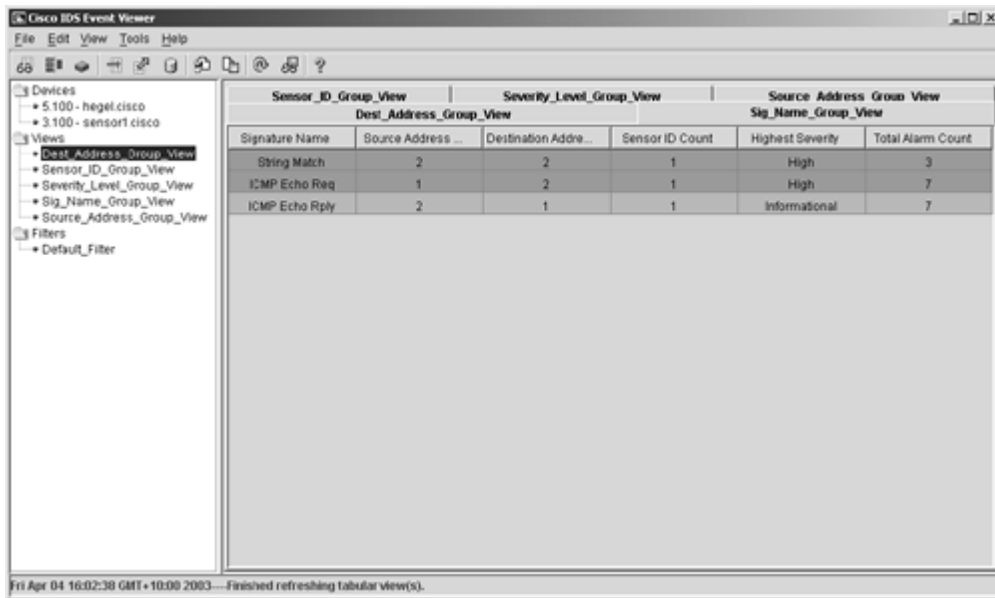 Cisco IDS Event Viewer
File Edit View Tools Help
Devices
5.100 - hegel.cisco
3.100 - sensor1 cisco
Views
Dest_Address_Group_View
Sensor_ID_Group_View
Severity_Level_Group_View
Sig_Name_Group_View
Source_Address_Group_View
Filters
Default_Filter
Sensor_ID_Group_View Severity_Level_Group_View Source Address Group View
Dest_Address_Group_View Sig_Name_Group_View
Signature Name Source Address ... Destination Addre... Sensor ID Count Highest Severity Total Alarm Count
String Match 2 2 1 High 3
ICMP Echo Req 1 2 1 High 7
ICMP Echo Rply 2 1 1 Informational 7
Fri Apr 04 16:02:38 GMT+10:00 2003----Finished refreshing tabular view(s).